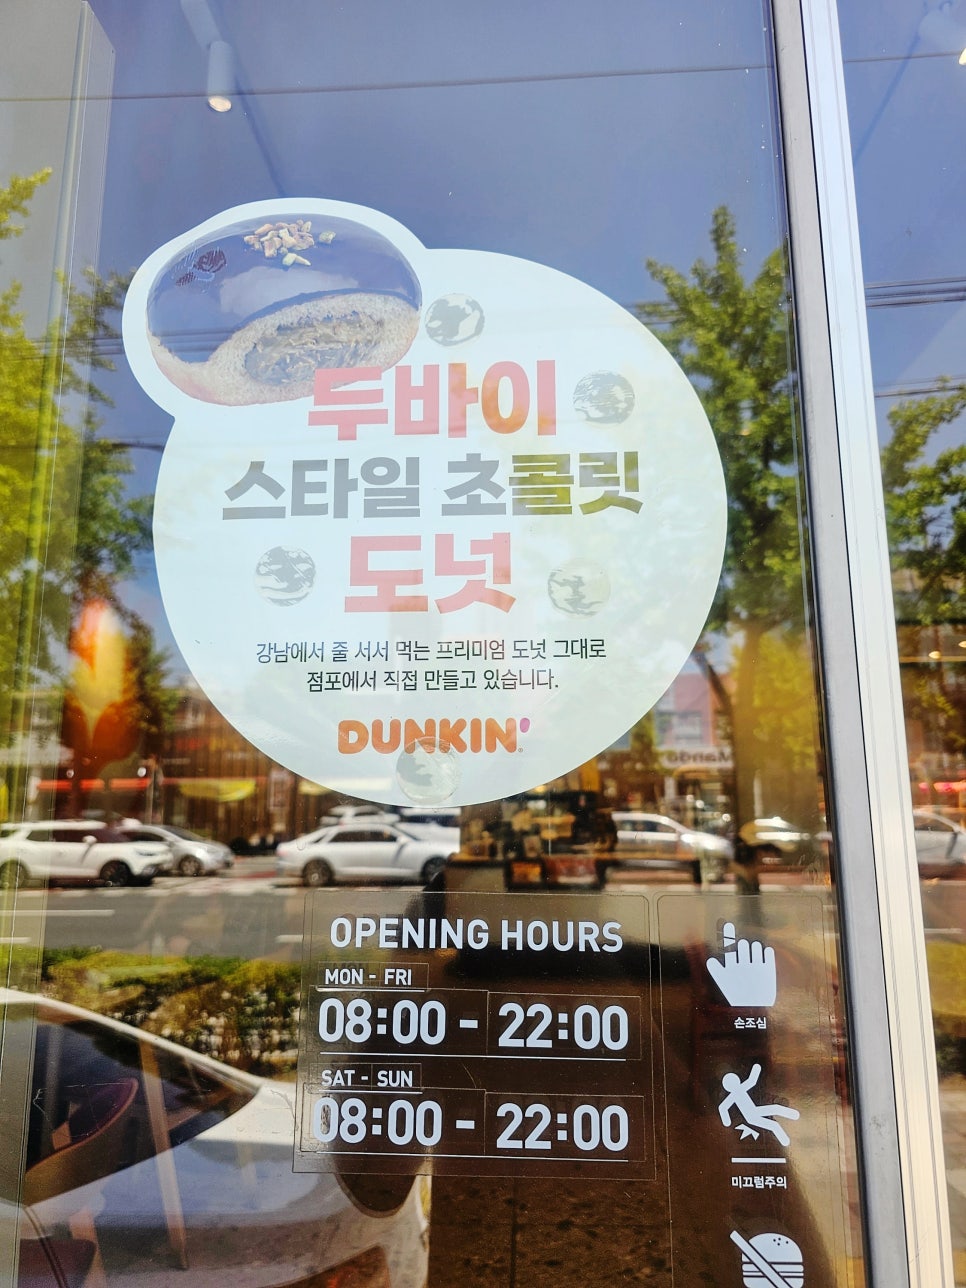 두바이
스타일 초콜릿
도넛
강남에서 줄 서서 먹는 프리미엄 도넛 그대로
점포에서 직접 만들고 있습니다.
DUNKIN'
OPENING HOURS
MON - FRI
08:00 - 22:00
SAT - SUN
08:00 - 22:00
손조심
미끄럼주의
Mando